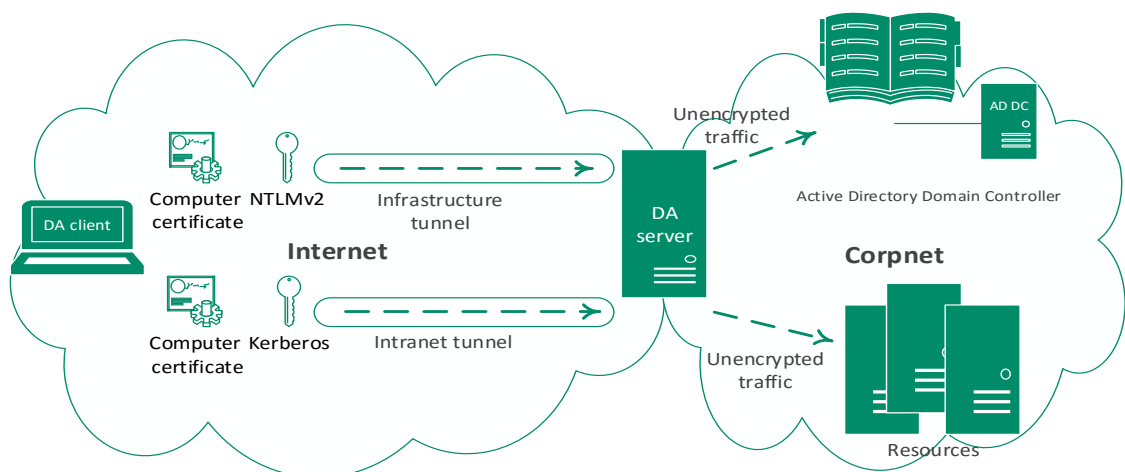 DA client
Computer
certificate
NTLMv2
Infrastructure
tunnel
Internet
Computer
certificate
Kerberos
Intranet tunnel
DA
server
Unencrypted
traffic
AD DC
Active Directory Domain Controller
Corpnet
Unencrypted
traffic
Resources